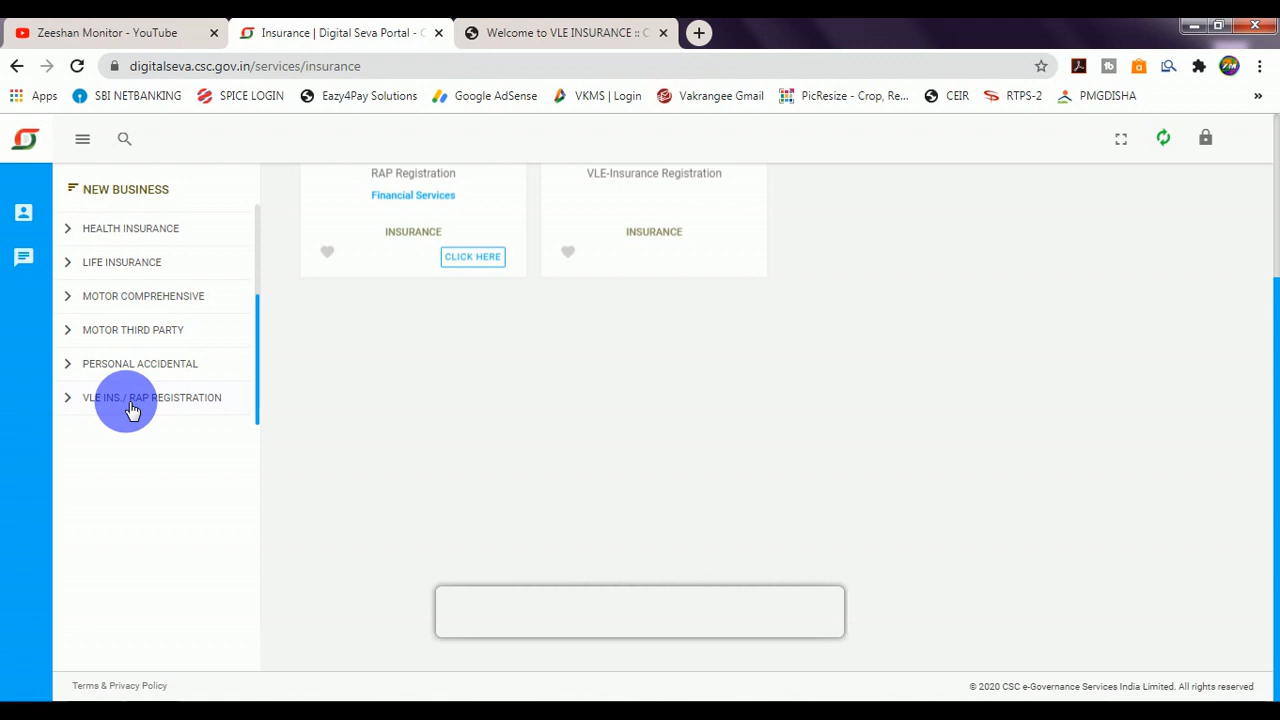 Zeeshan Monitor - YouTube
Insurance | Digital Seva Portal - C
Welcome to VLE INSURANCE :: C
digitalseva.csc.gov.in/services/insurance
Apps
SBI NETBANKING
SPICE LOGIN
Eazy4Pay Solutions
Google AdSense
VKMS | Login
Vakrangee Gmail
PicResize - Crop, Re...
CEIR
RTPS-2
PMGDISHA
NEW BUSINESS
HEALTH INSURANCE
LIFE INSURANCE
MOTOR COMPREHENSIVE
MOTOR THIRD PARTY
PERSONAL ACCIDENTAL
VLE INS./ RAP REGISTRATION
RAP Registration
Financial Services
INSURANCE
CLICK HERE
VLE-Insurance Registration
INSURANCE
Terms & Privacy Policy
© 2020 CSC e-Governance Services India Limited. All rights reserved